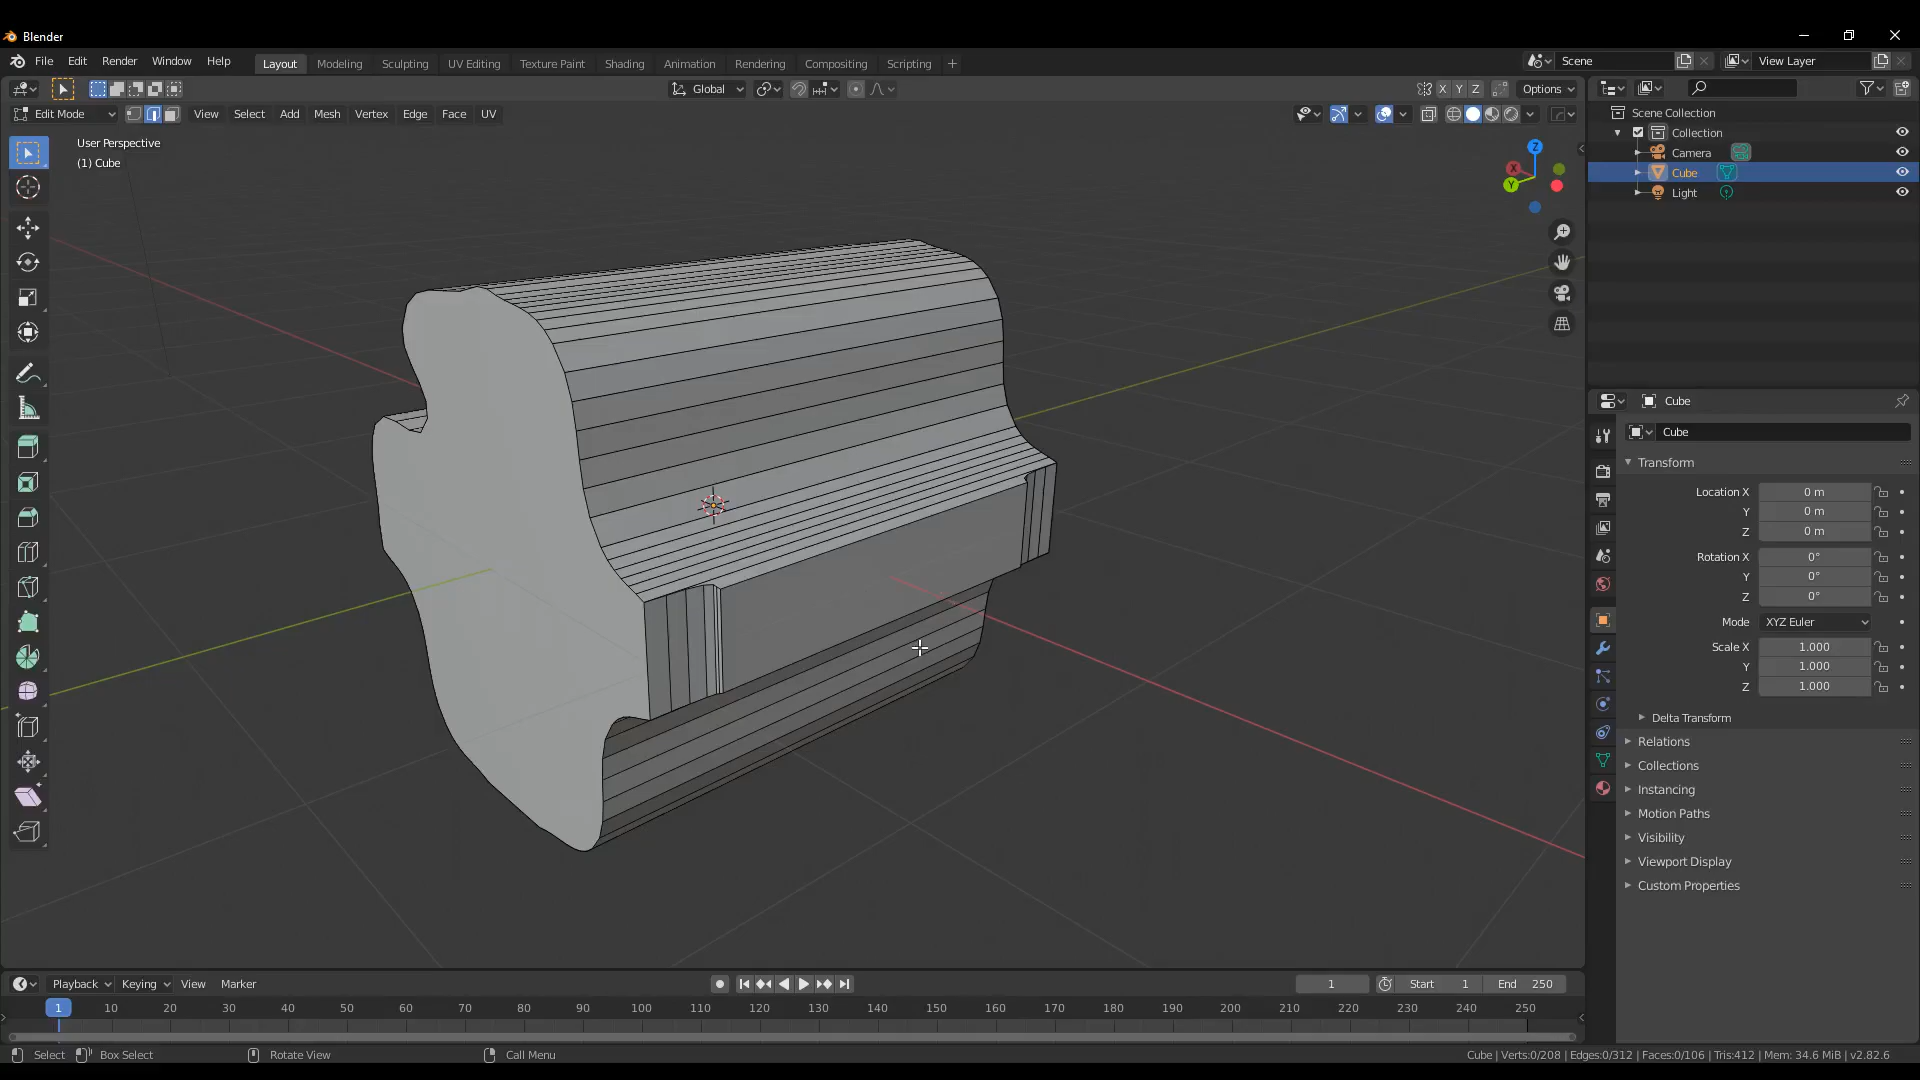 Blender
File Edit Render Window Help Layout Modeling Sculpting UV Editing Texture Paint Shading Animation Rendering Compositing Scripting + Scene View Layer
Global X Y Z Options
Edit Mode View Select Add Mesh Vertex Edge Face UV
User Perspective
(1) Cube
Z
X
Y
Scene Collection
Collection
Camera
Cube
Light
Cube
Cube
Transform
Location X 0 m
Y 0 m
Z 0 m
Rotation X 0°
Y 0°
Z 0°
Mode XYZ Euler
Scale X 1.000
Y 1.000
Z 1.000
Delta Transform
Relations
Collections
Instancing
Motion Paths
Visibility
Viewport Display
Custom Properties
Playback Keying View Marker 1 Start 1 End 250
1 10 20 30 40 50 60 70 80 90 100 110 120 130 140 150 160 170 180 190 200 210 220 230 240 250
Select Box Select Rotate View Call Menu Cube | Verts:0/208 | Edges:0/312 | Faces:0/106 | Tris:412 | Mem: 34.6 MiB | v2.82.6